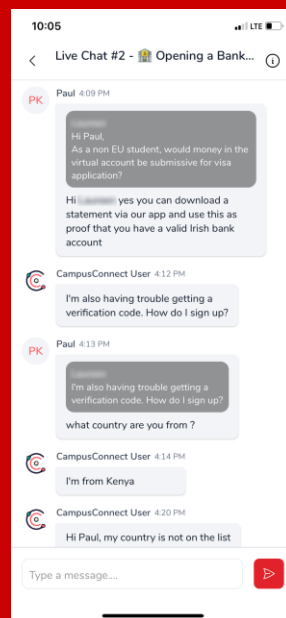 10:05
LTE
Live Chat #2 - 🏦 Opening a Bank...
PK
Paul 4:09 PM
Hi Paul,
As a non EU student, would money in the
virtual account be submissive for visa
application?
Hi yes you can download a
statement via our app and use this as
proof that you have a valid Irish bank
account
CampusConnect User 4:12 PM
I'm also having trouble getting a
verification code. How do I sign up?
PK
Paul 4:13 PM
I'm also having trouble getting a
verification code. How do I sign up?
what country are you from ?
CampusConnect User 4:14 PM
I'm from Kenya
CampusConnect User 4:20 PM
Hi Paul, my country is not on the list
Type a message....